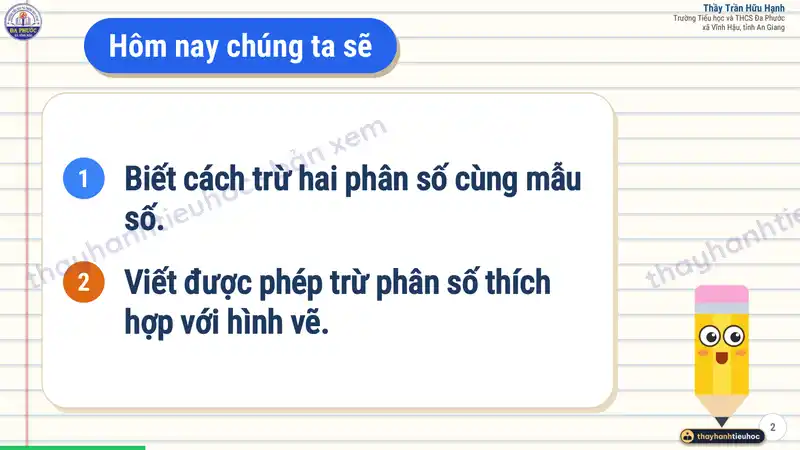 Thầy Trần Hữu Hạnh
Trường Tiểu học và THCS Đa Phước
xã Vĩnh Hậu, tỉnh An Giang
ĐA PHƯỚC
Hôm nay chúng ta sẽ
1 Biết cách trừ hai phân số cùng mẫu
số.
2 Viết được phép trừ phân số thích
hợp với hình vẽ.
thayhanhtieuhoc
2